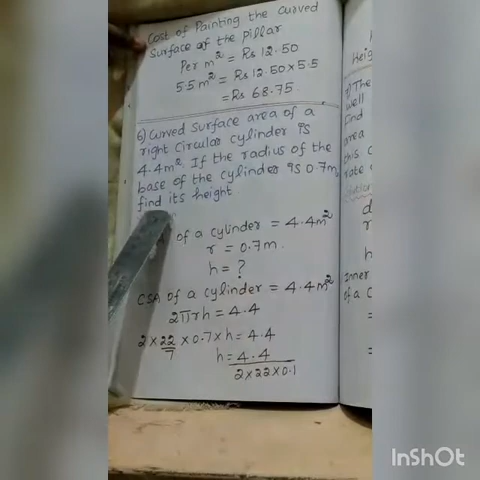 Cost of Painting the Curved
Surface of the pillar
Per m² = Rs 12.50
5.5m² = Rs 12.50 × 5.5
= Rs 68.75.
6) Curved Surface area of a
right circular cylinder is
4.4m². If the radius of the
base of the cylinder is 0.7m,
find its height.
of a cylinder = 4.4m²
r = 0.7m.
h = ?
CSA of a cylinder = 4.4m²
2πrh = 4.4
2 × 22/7 × 0.7 × h = 4.4
h = 4.4
2 × 22 × 0.1
Heig
7) The
well
find
area
this c
rate
d
r
h
Inner
of a C
=
=
InShOt